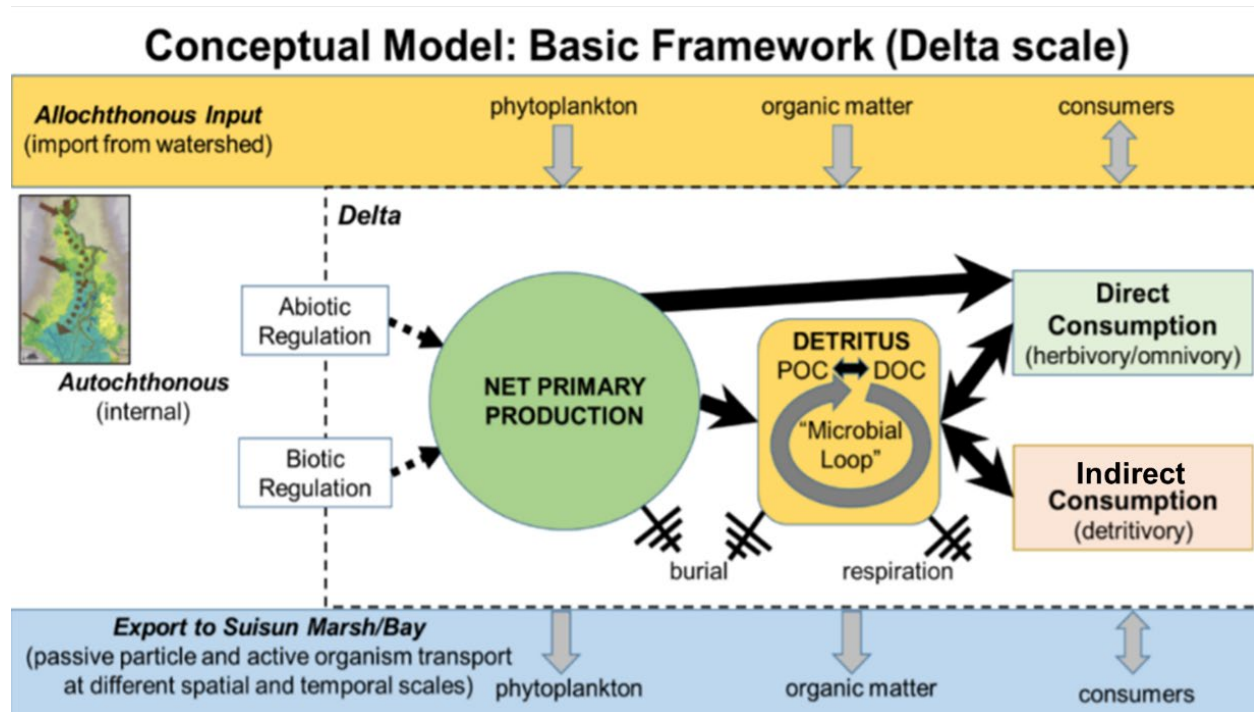 Conceptual Model: Basic Framework (Delta scale)
Allochthonous Input
(import from watershed)
phytoplankton
organic matter
consumers
Delta
Autochthonous
(internal)
Abiotic
Regulation
Biotic
Regulation
NET PRIMARY
PRODUCTION
DETRITUS
POC DOC
“Microbial
Loop”
Direct
Consumption
(herbivory/omnivory)
Indirect
Consumption
(detritivory)
burial
respiration
Export to Suisun Marsh/Bay
(passive particle and active organism transport
at different spatial and temporal scales)
phytoplankton
organic matter
consumers